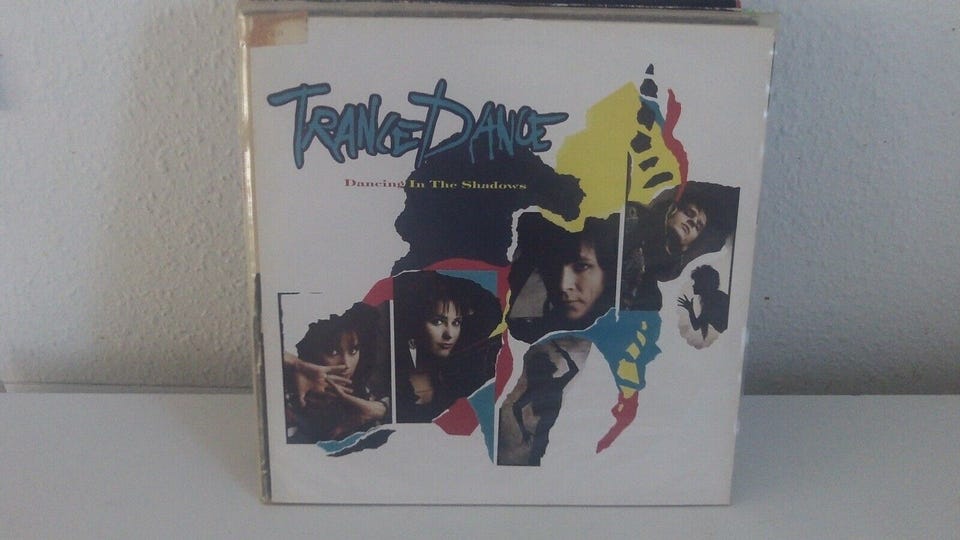 TRANCE DANCE
Dancing In The Shadows